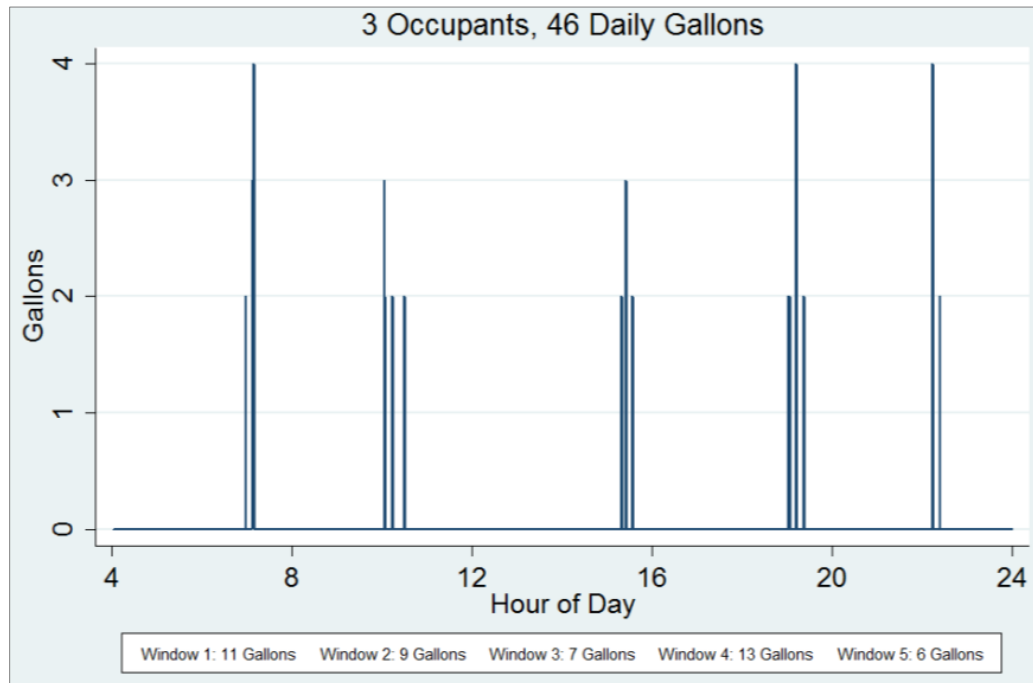 3 Occupants, 46 Daily Gallons
4
3
2
1
0
Gallons
4 8 12 16 20 24
Hour of Day
Window 1: 11 Gallons Window 2: 9 Gallons Window 3: 7 Gallons Window 4: 13 Gallons Window 5: 6 Gallons